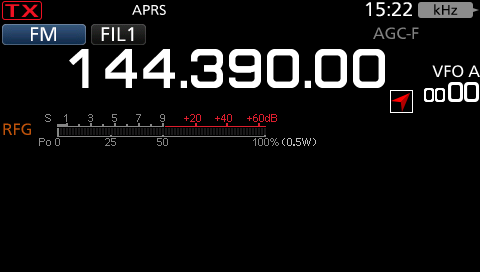 TX APRS 15:22 kHz
FM FIL1 AGC-F
144.390.00
VFO A
00 00
S 1 3 5 7 9 +20 +40 +60dB
RFG
Po 0 25 50 100% (0.5W)